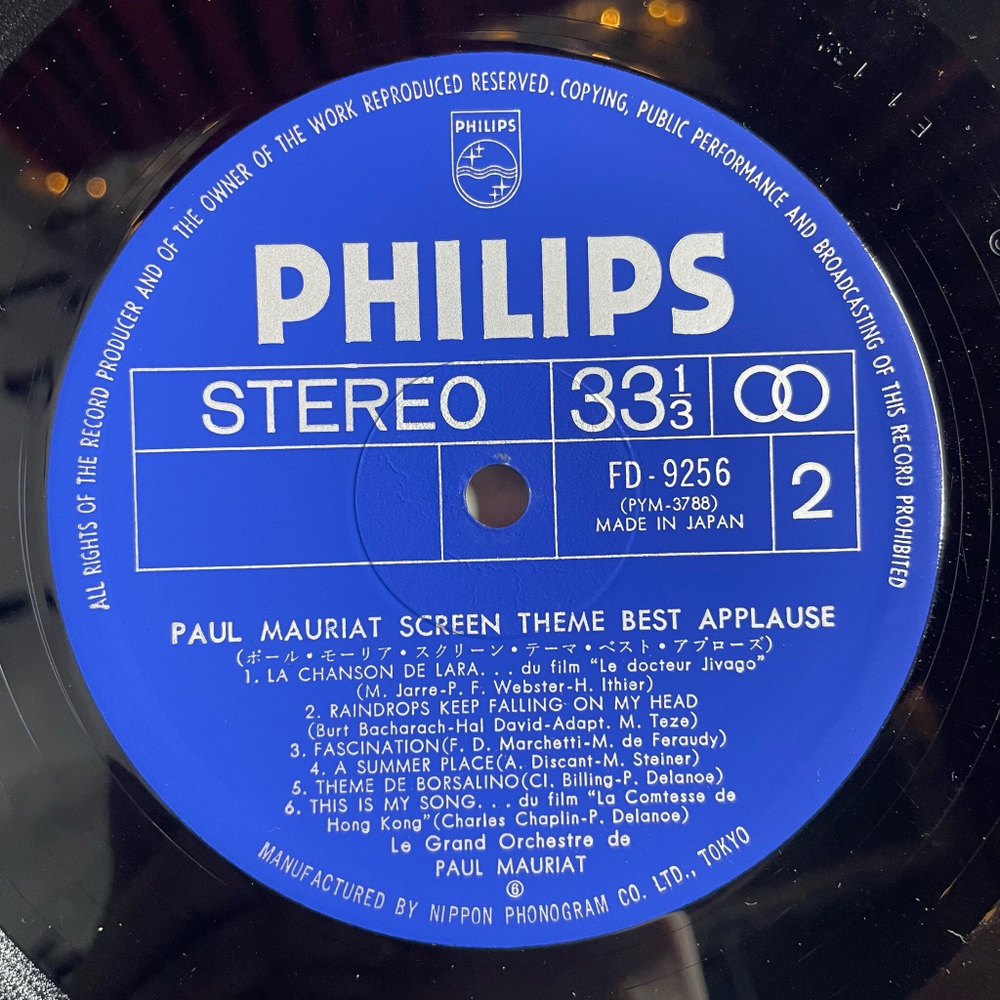 ALL RIGHTS OF THE RECORD PRODUCER AND OF THE OWNER OF THE WORK REPRODUCED RESERVED. COPYING, PUBLIC PERFORMANCE AND BROADCASTING OF THIS RECORD PROHIBITED
PHILIPS
PHILIPS
STEREO
33 1/3
FD-9256
(PYM-3788)
MADE IN JAPAN
2
PAUL MAURIAT SCREEN THEME BEST APPLAUSE
(ポール・モーリア・スクリーン・テーマ・ベスト・アプローズ)
1. LA CHANSON DE LARA. . . du film "Le docteur Jivago"
(M. Jarre-P. F. Webster-H. Ithier)
2. RAINDROPS KEEP FALLING ON MY HEAD
(Burt Bacharach-Hal David-Adapt. M. Teze)
3. FASCINATION(F. D. Marchetti-M. de Feraudy)
4. A SUMMER PLACE(A. Discant-M. Steiner)
5. THEME DE BORSALINO(Cl. Billing-P. Delanoe)
6. THIS IS MY SONG. . . du film "La Comtesse de
Hong Kong"(Charles Chaplin-P. Delanoe)
Le Grand Orchestre de
PAUL MAURIAT
⑥
MANUFACTURED BY NIPPON PHONOGRAM CO. LTD., TOKYO